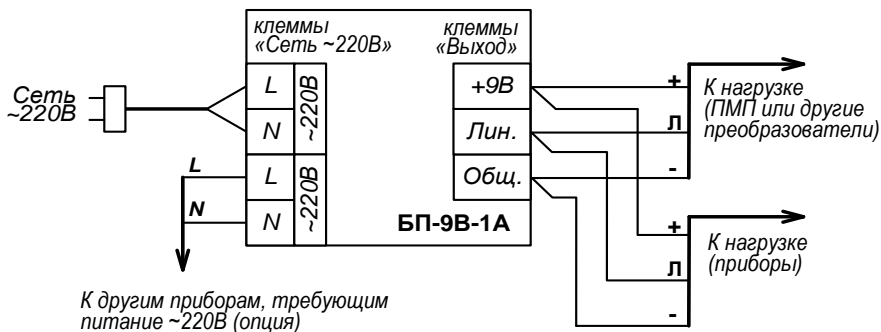 клеммы
«Сеть ~220В»
клеммы
«Выход»
Сеть
~220В
L
N
~220В
L
N
~220В
L
N
+9В
Лин.
Общ.
БП-9В-1А
+
Л
-
К нагрузке
(ПМП или другие
преобразователи)
+
Л
-
К нагрузке
(приборы)
К другим приборам, требующим
питание ~220В (опция)